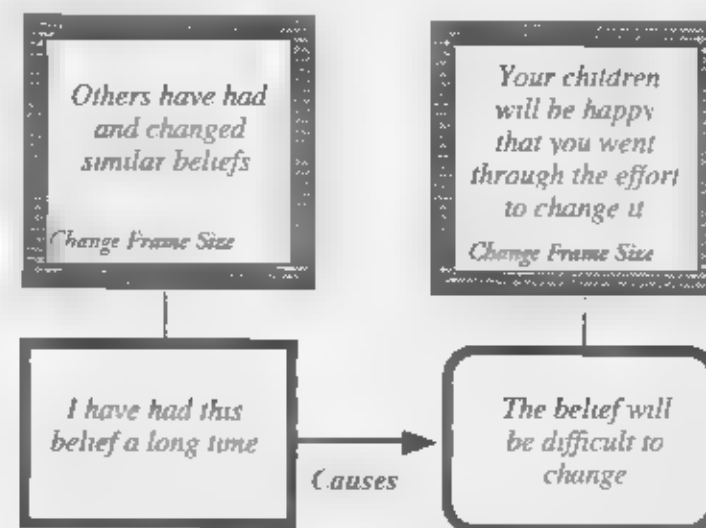 Others have had
and changed
similar beliefs
Change Frame Size
Your children
will be happy
that you went
through the effort
to change it
Change Frame Size
I have had this
belief a long time
Causes
The belief will
be difficult to
change